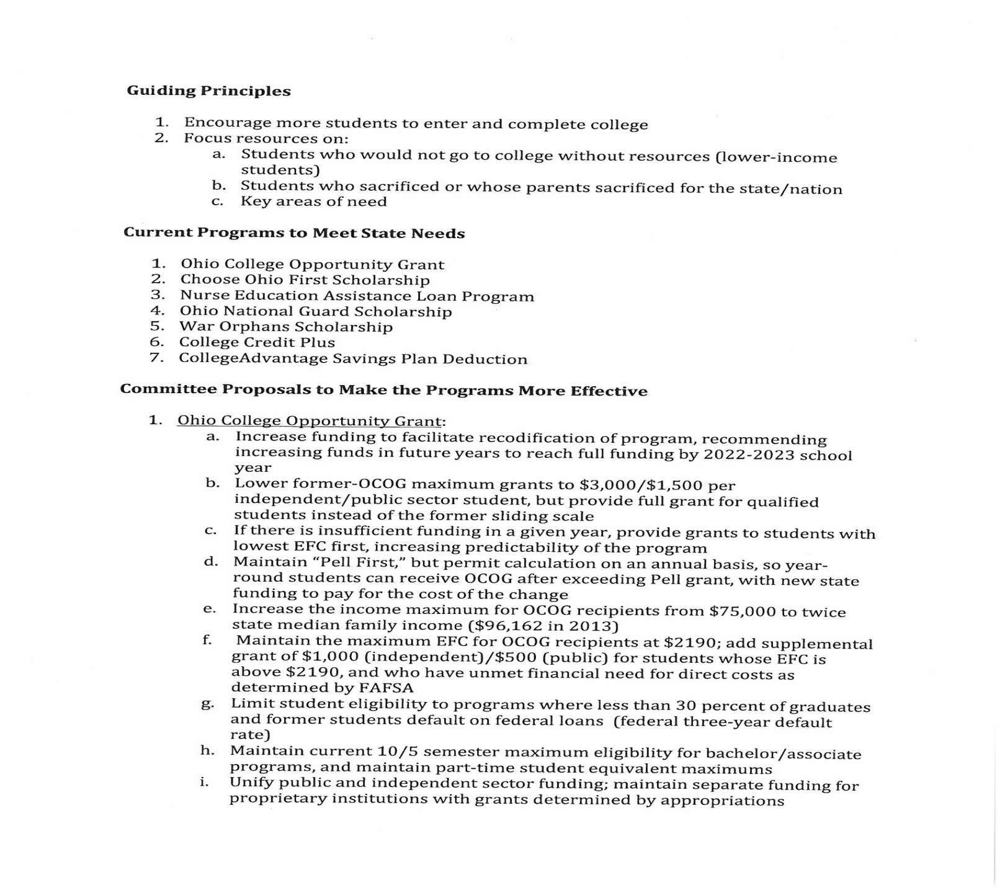 Guiding Principles
1. Encourage more students to enter and complete college
2. Focus resources on:
a. Students who would not go to college without resources (lower-income
students)
b. Students who sacrificed or whose parents sacrificed for the state/nation
c. Key areas of need
Current Programs to Meet State Needs
1. Ohio College Opportunity Grant
2. Choose Ohio First Scholarship
3. Nurse Education Assistance Loan Program
4. Ohio National Guard Scholarship
5. War Orphans Scholarship
6. College Credit Plus
7. CollegeAdvantage Savings Plan Deduction
Committee Proposals to Make the Programs More Effective
1. Ohio College Opportunity Grant:
a. Increase funding to facilitate recodification of program, recommending
increasing funds in future years to reach full funding by 2022-2023 school
year
b. Lower former-OCOG maximum grants to $3,000/$1,500 per
independent/public sector student, but provide full grant for qualified
students instead of the former sliding scale
c. If there is insufficient funding in a given year, provide grants to students with
lowest EFC first, increasing predictability of the program
d. Maintain “Pell First,” but permit calculation on an annual basis, so year-
round students can receive OCOG after exceeding Pell grant, with new state
funding to pay for the cost of the change
e. Increase the income maximum for OCOG recipients from $75,000 to twice
state median family income ($96,162 in 2013)
f. Maintain the maximum EFC for OCOG recipients at $2190; add supplemental
grant of $1,000 (independent)/$500 (public) for students whose EFC is
above $2190, and who have unmet financial need for direct costs as
determined by FAFSA
g. Limit student eligibility to programs where less than 30 percent of graduates
and former students default on federal loans (federal three-year default
rate)
h. Maintain current 10/5 semester maximum eligibility for bachelor/associate
programs, and maintain part-time student equivalent maximums
i. Unify public and independent sector funding; maintain separate funding for
proprietary institutions with grants determined by appropriations